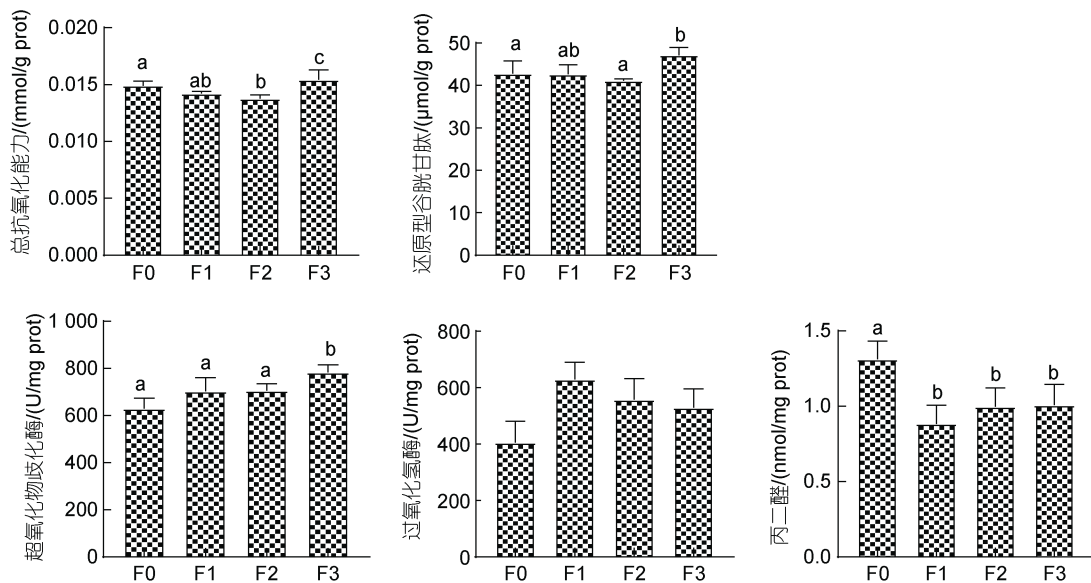 总抗氧化能力/(mmol/g prot)
0.020
0.015
0.010
0.005
0.000
a
ab
b
c
F0
F1
F2
F3
还原型谷胱甘肽/(μmol/g prot)
50
40
30
20
10
0
a
ab
a
b
F0
F1
F2
F3
超氧化物歧化酶/(U/mg prot)
1 000
800
600
400
200
0
a
a
a
b
F0
F1
F2
F3
过氧化氢酶/(U/mg prot)
800
600
400
200
0
F0
F1
F2
F3
丙二醛/(nmol/mg prot)
1.5
1.0
0.5
0.0
a
b
b
b
F0
F1
F2
F3